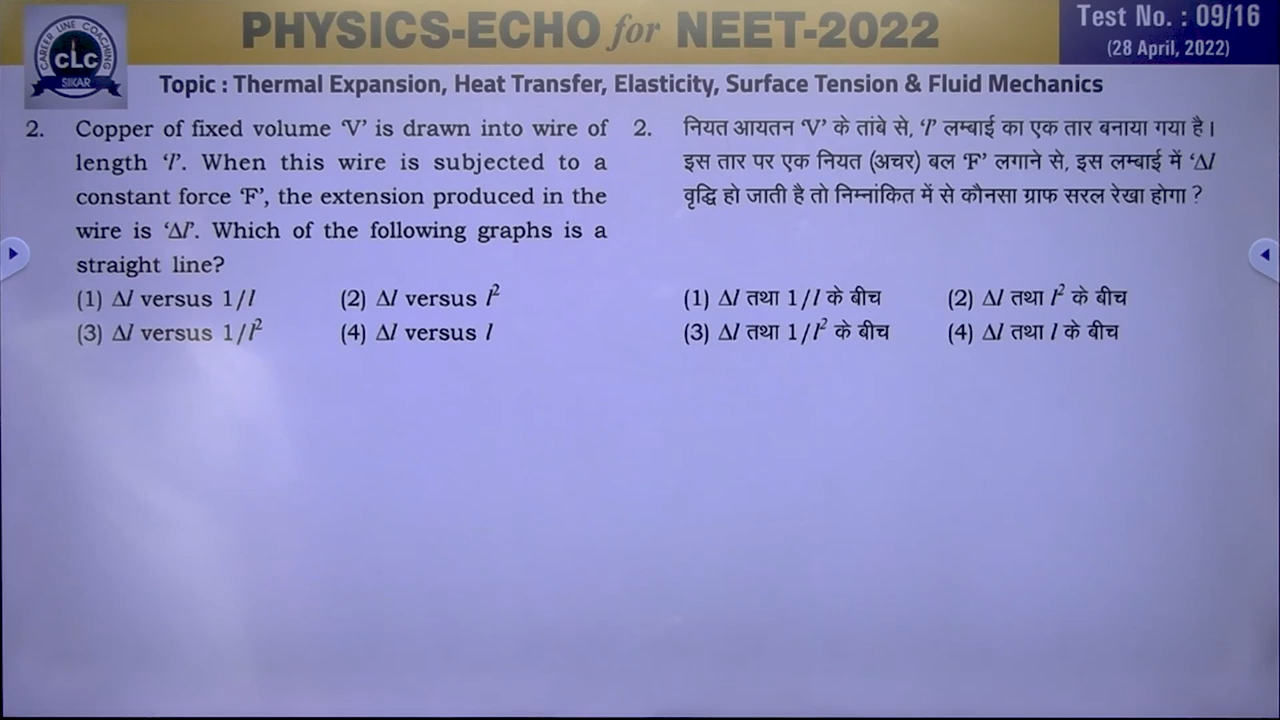 PHYSICS-ECHO for NEET-2022
Test No. : 09/16
(28 April, 2022)
CAREER LINE COACHING
CLC
SIKAR
Topic : Thermal Expansion, Heat Transfer, Elasticity, Surface Tension & Fluid Mechanics
2. Copper of fixed volume ‘V’ is drawn into wire of
length ‘l’. When this wire is subjected to a
constant force ‘F’, the extension produced in the
wire is ‘Δl’. Which of the following graphs is a
straight line?
(1) Δl versus 1/l (2) Δl versus l²
(3) Δl versus 1/l² (4) Δl versus l
2. नियत आयतन ‘V’ के तांबे से, ‘l’ लम्बाई का एक तार बनाया गया है।
इस तार पर एक नियत (अचर) बल ‘F’ लगाने से, इस लम्बाई में ‘Δl
वृद्धि हो जाती है तो निम्नांकित में से कौनसा ग्राफ सरल रेखा होगा ?
(1) Δl तथा 1/l के बीच (2) Δl तथा l² के बीच
(3) Δl तथा 1/l² के बीच (4) Δl तथा l के बीच